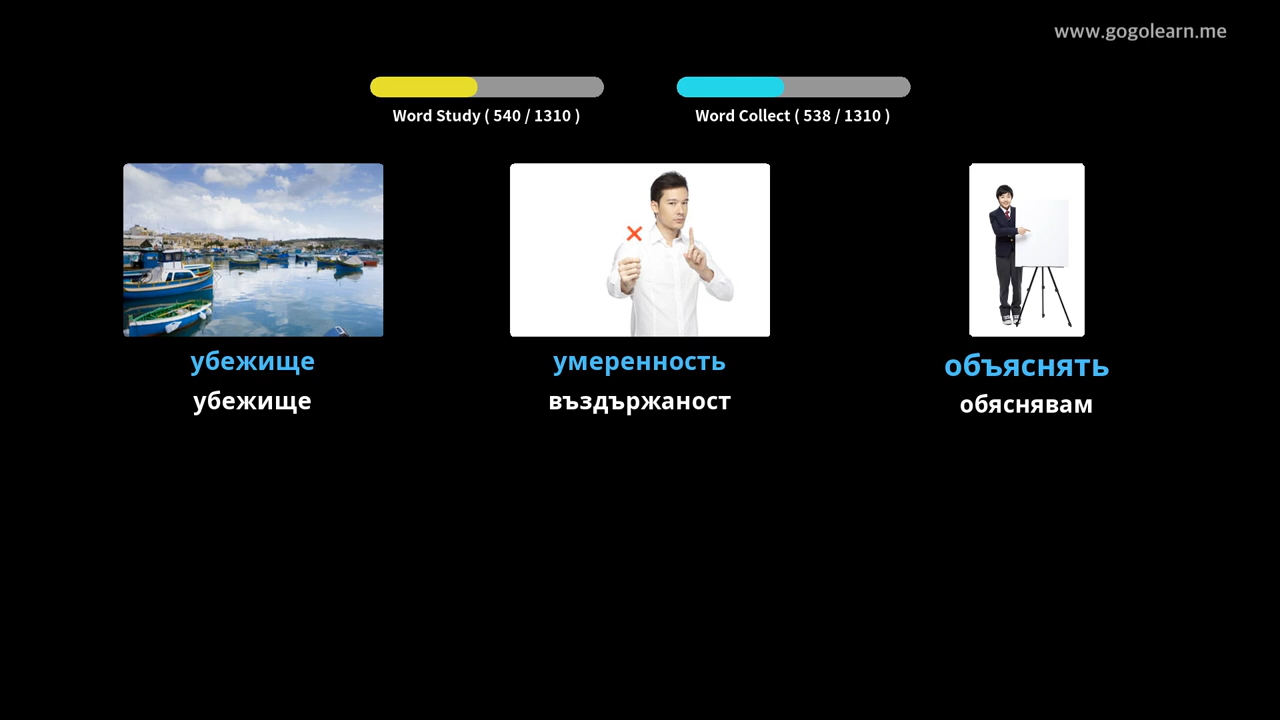 www.gogolearn.me
Word Study ( 540 / 1310 )
Word Collect ( 538 / 1310 )
убежище
убежище
умеренность
въздържаност
объяснять
обяснявам